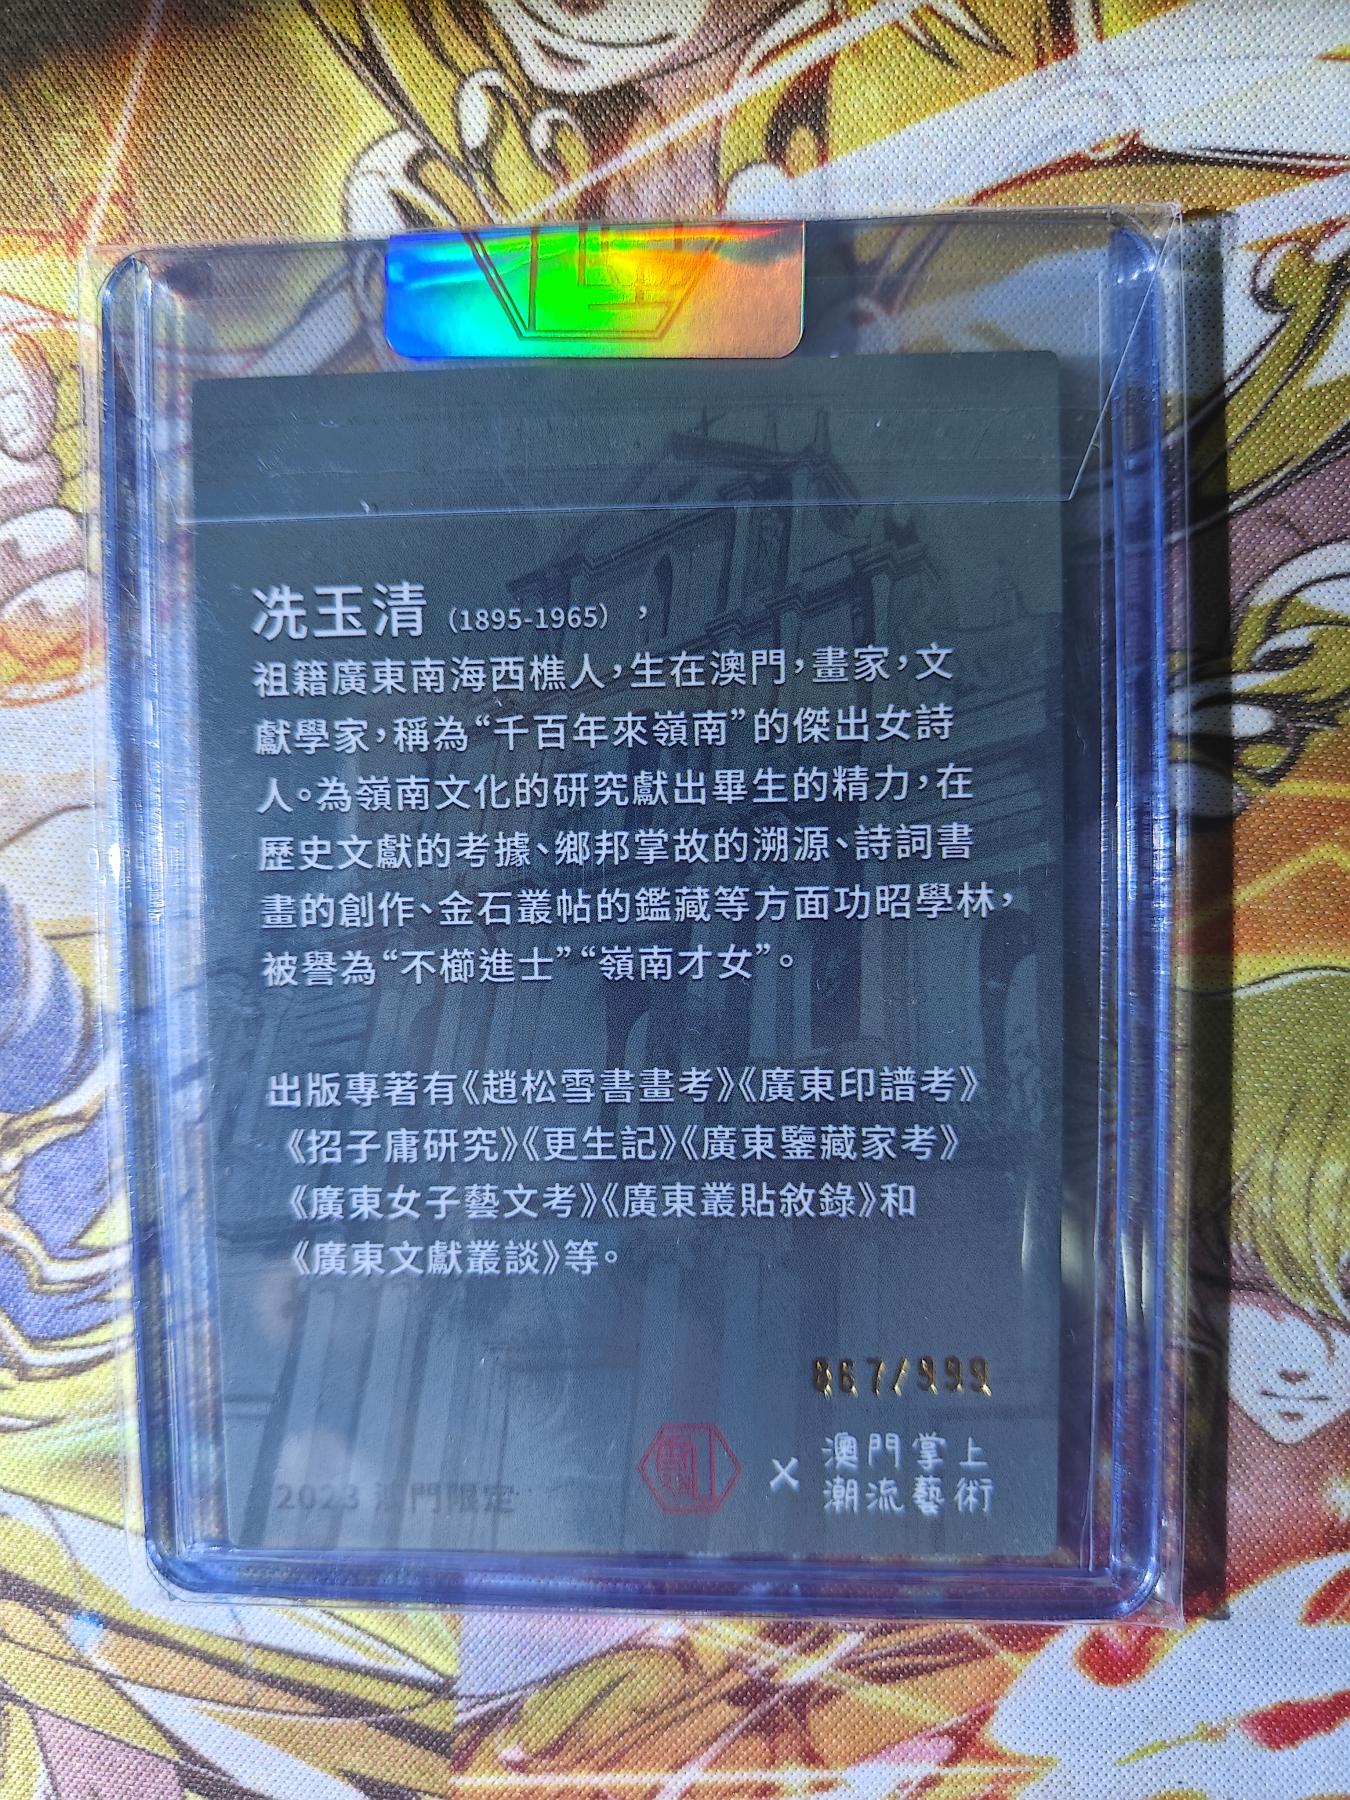 冼玉清 (1895-1965) ，
祖籍廣東南海西樵人，生在澳門，畫家，文
獻學家，稱為“千百年來嶺南”的傑出女詩
人。為嶺南文化的研究獻出畢生的精力，在
歷史文獻的考據、鄉邦掌故的溯源、詩詞書
畫的創作、金石叢帖的鑑藏等方面功昭學林，
被譽為“不櫛進士”“嶺南才女”。
出版專著有《趙松雪書畫考》《廣東印譜考》
《招子庸研究》《更生記》《廣東鑒藏家考》
《廣東女子藝文考》《廣東叢貼敘錄》和
《廣東文獻叢談》等。
867/999
2023 澳門限定
x 澳門掌上
潮流藝術